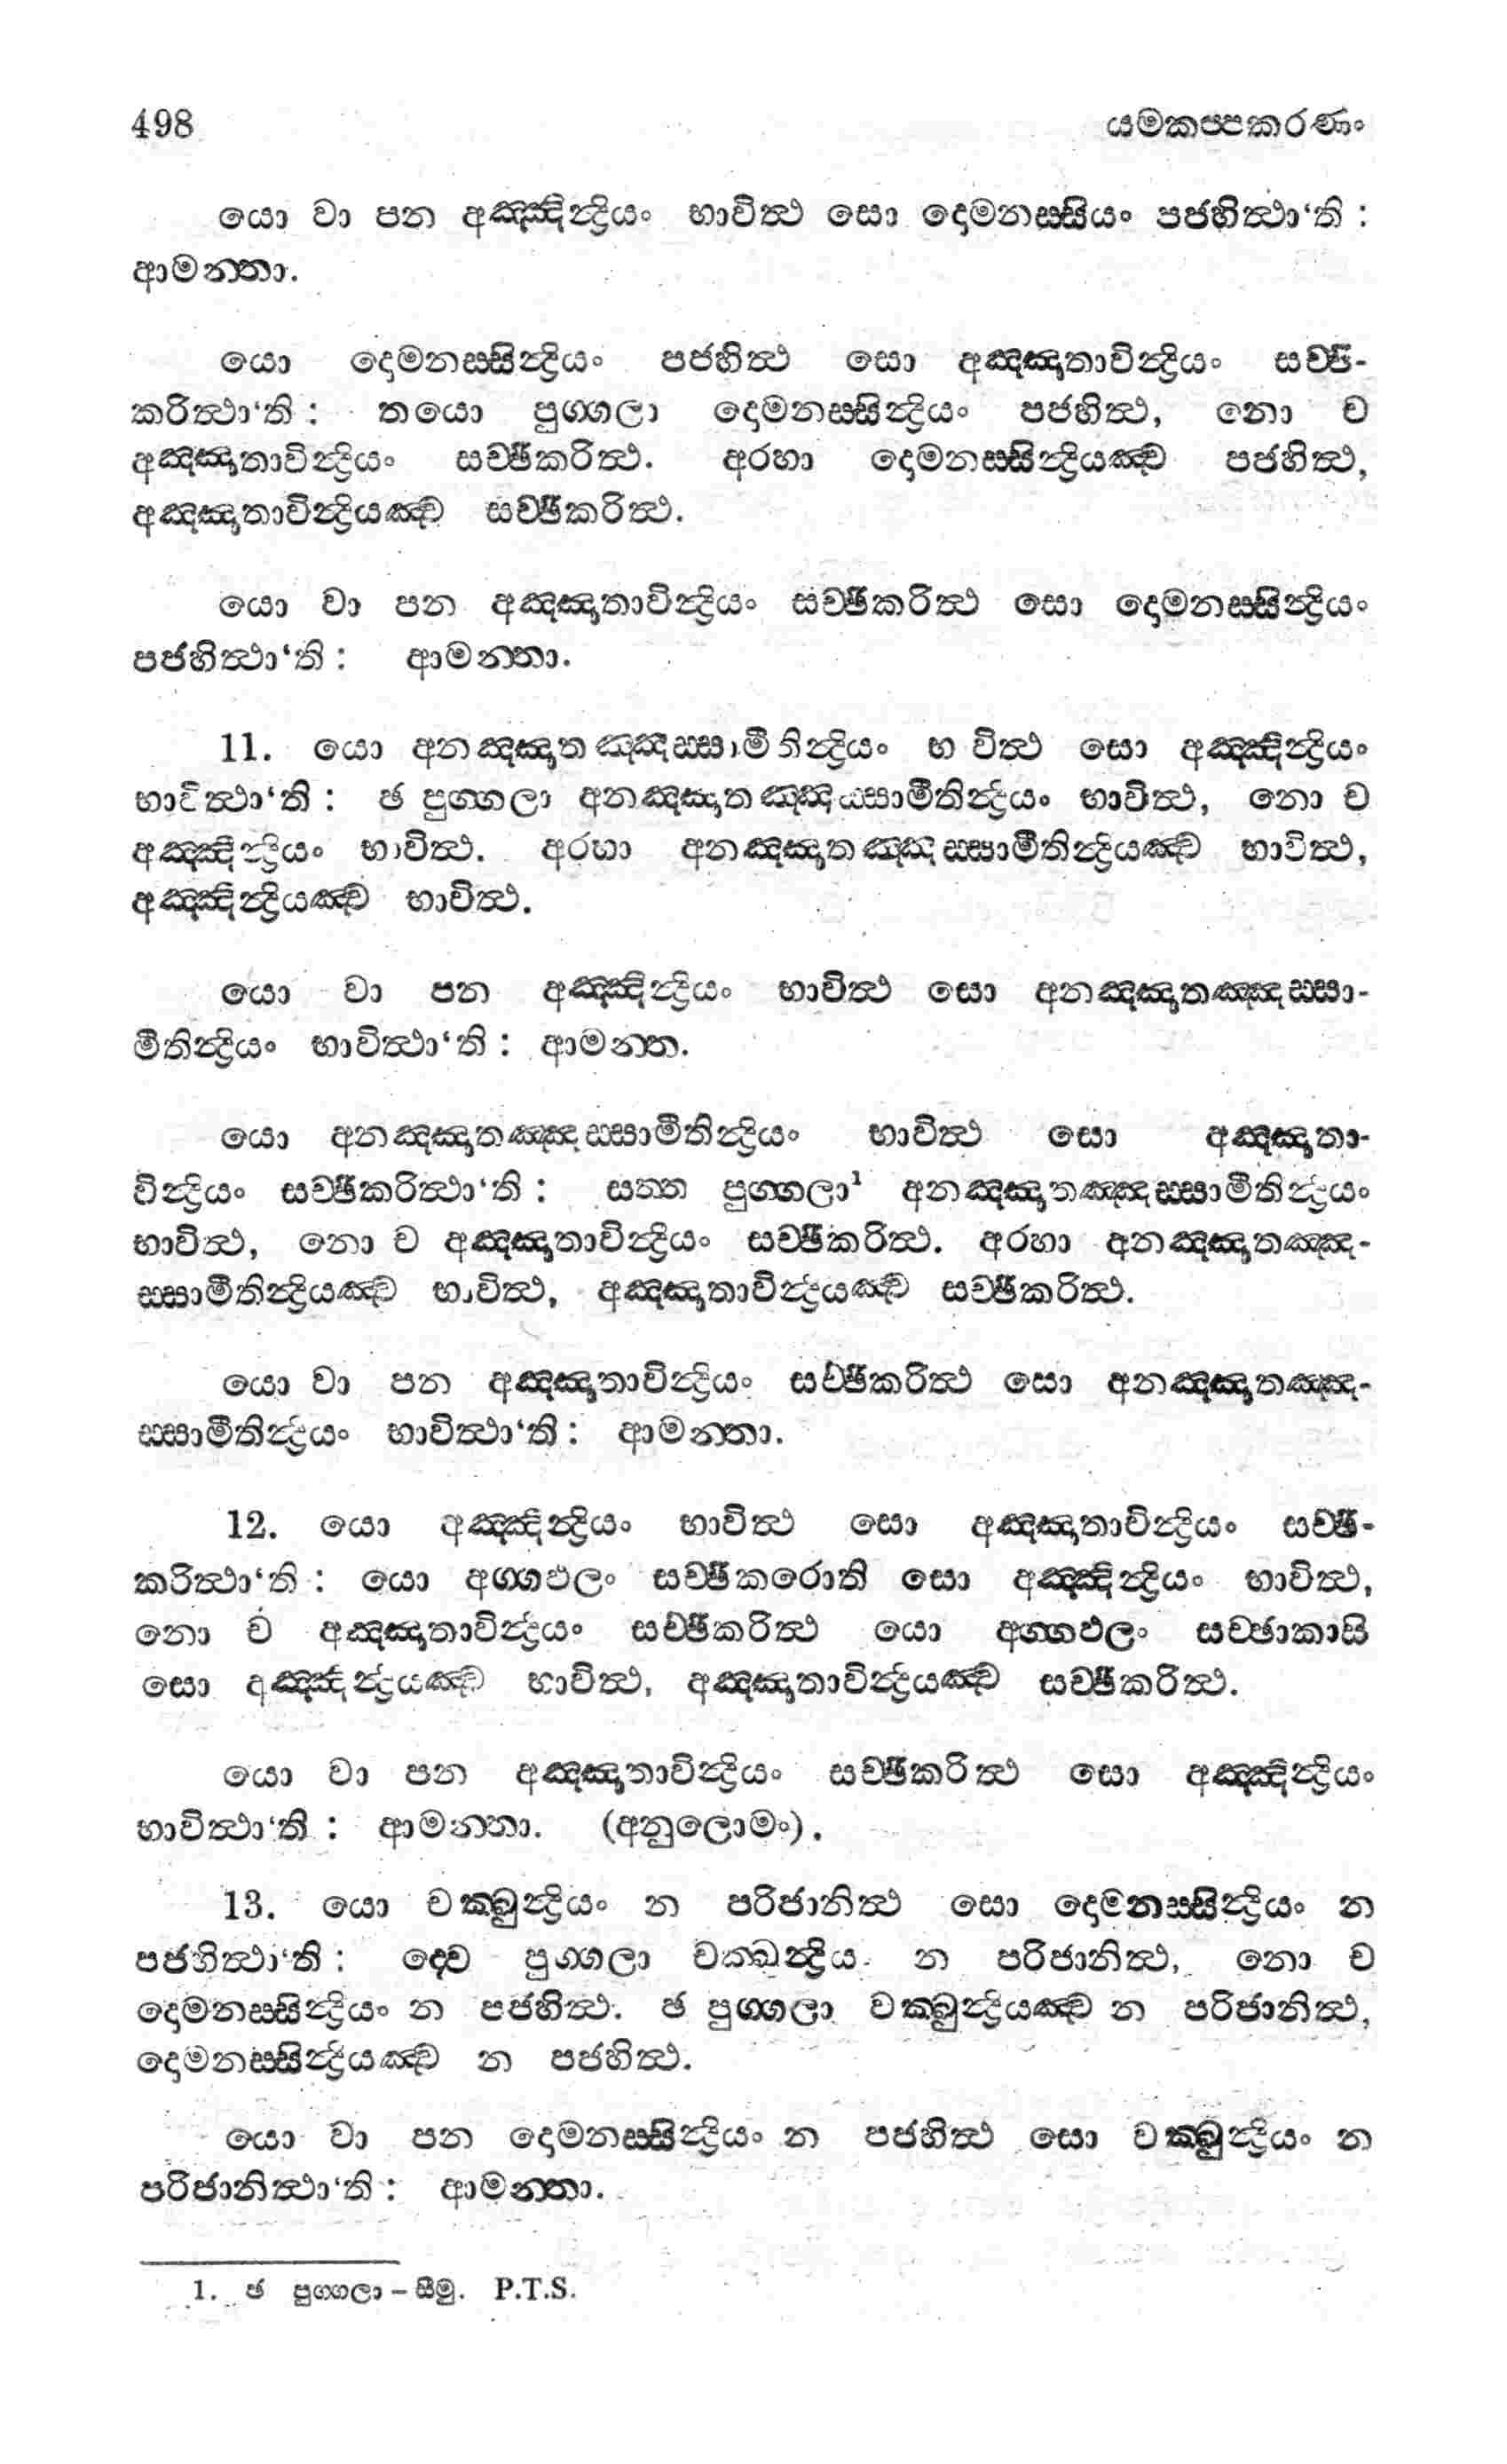 498 යමකප්පකරණං
යො වා පන අඤ්ඤින්ද්‍රියං භාවිත්ථ සො දොමනස්සියං පජහිත්ථා‘ති :
ආමන්තා.
යො දොමනස්සින්ද්‍රියං පජහිත්ථ සො අඤ්ඤාතාවින්ද්‍රියං සච්ඡී-
කරිත්ථා‘ති : තයො පුග්ගලා දොමනස්සින්ද්‍රියං පජහිත්ථ, නො ච
අඤ්ඤාතාවින්ද්‍රියං සච්ඡීකරිත්ථ. අරහා දොමනස්සින්ද්‍රියඤ්ච පජහිත්ථ,
අඤ්ඤාතාවින්ද්‍රියඤ්ච සච්ඡීකරිත්ථ.
යො වා පන අඤ්ඤාතාවින්ද්‍රියං සච්ඡීකරිත්ථ සො දොමනස්සින්ද්‍රියං
පජහිත්ථා‘ති : ආමන්තා.
11. යො අනඤ්ඤාතඤ්ඤස්සාමීතින්ද්‍රියං භාවිත්ථ සො අඤ්ඤින්ද්‍රියං
භාවිත්ථා‘ති : ඡ පුග්ගලා අනඤ්ඤාතඤ්ඤස්සාමීතින්ද්‍රියං භාවිත්ථ, නො ච
අඤ්ඤින්ද්‍රියං භාවිත්ථ. අරහා අනඤ්ඤාතඤ්ඤස්සාමීතින්ද්‍රියඤ්ච භාවිත්ථ,
අඤ්ඤින්ද්‍රියඤ්ච භාවිත්ථ.
යො වා පන අඤ්ඤින්ද්‍රියං භාවිත්ථ සො අනඤ්ඤාතඤ්ඤස්සා-
මීතින්ද්‍රියං භාවිත්ථා‘ති : ආමන්ත.
යො අනඤ්ඤාතඤ්ඤස්සාමීතින්ද්‍රියං භාවිත්ථ සො අඤ්ඤාතා-
වින්ද්‍රියං සච්ඡීකරිත්ථා‘ති : සත්ත පුග්ගලා¹ අනඤ්ඤාතඤ්ඤස්සාමීතින්ද්‍රියං
භාවිත්ථ, නො ච අඤ්ඤාතාවින්ද්‍රියං සච්ඡීකරිත්ථ. අරහා අනඤ්ඤාතඤ්ඤ-
ස්සාමීතින්ද්‍රියඤ්ච භාවිත්ථ, අඤ්ඤාතාවින්ද්‍රියඤ්ච සච්ඡීකරිත්ථ.
යො වා පන අඤ්ඤාතාවින්ද්‍රියං සච්ඡීකරිත්ථ සො අනඤ්ඤාතඤ්ඤ-
ස්සාමීතින්ද්‍රියං භාවිත්ථා‘ති : ආමන්තා.
12. යො අඤ්ඤින්ද්‍රියං භාවිත්ථ සො අඤ්ඤාතාවින්ද්‍රියං සච්ඡී-
කරිත්ථා‘ති : යො අග්ගඵලං සච්ඡීකරොති සො අඤ්ඤින්ද්‍රියං භාවිත්ථ,
නො ච අඤ්ඤාතාවින්ද්‍රියං සච්ඡීකරිත්ථ යො අග්ගඵලං සච්ඡාකාසි
සො අඤ්ඤින්ද්‍රියඤ්ච භාවිත්ථ, අඤ්ඤාතාවින්ද්‍රියඤ්ච සච්ඡීකරිත්ථ.
යො වා පන අඤ්ඤාතාවින්ද්‍රියං සච්ඡීකරිත්ථ සො අඤ්ඤින්ද්‍රියං
භාවිත්ථා‘ති : ආමන්තා. (අනුලොමං).
13. යො චක්ඛුන්ද්‍රියං න පරිජානිත්ථ සො දොමනස්සින්ද්‍රියං න
පජහිත්ථා‘ති : ද්වෙ පුග්ගලා චක්ඛුන්ද්‍රියං න පරිජානිත්ථ, නො ච
දොමනස්සින්ද්‍රියං න පජහිත්ථ. ඡ පුග්ගලා චක්ඛුන්ද්‍රියඤ්ච න පරිජානිත්ථ,
දොමනස්සින්ද්‍රියඤ්ච න පජහිත්ථ.
යො වා පන දොමනස්සින්ද්‍රියං න පජහිත්ථ සො චක්ඛුන්ද්‍රියං න
පරිජානිත්ථා‘ති : ආමන්තා.
1. ඡ පුග්ගලා – සීමු. P.T.S.